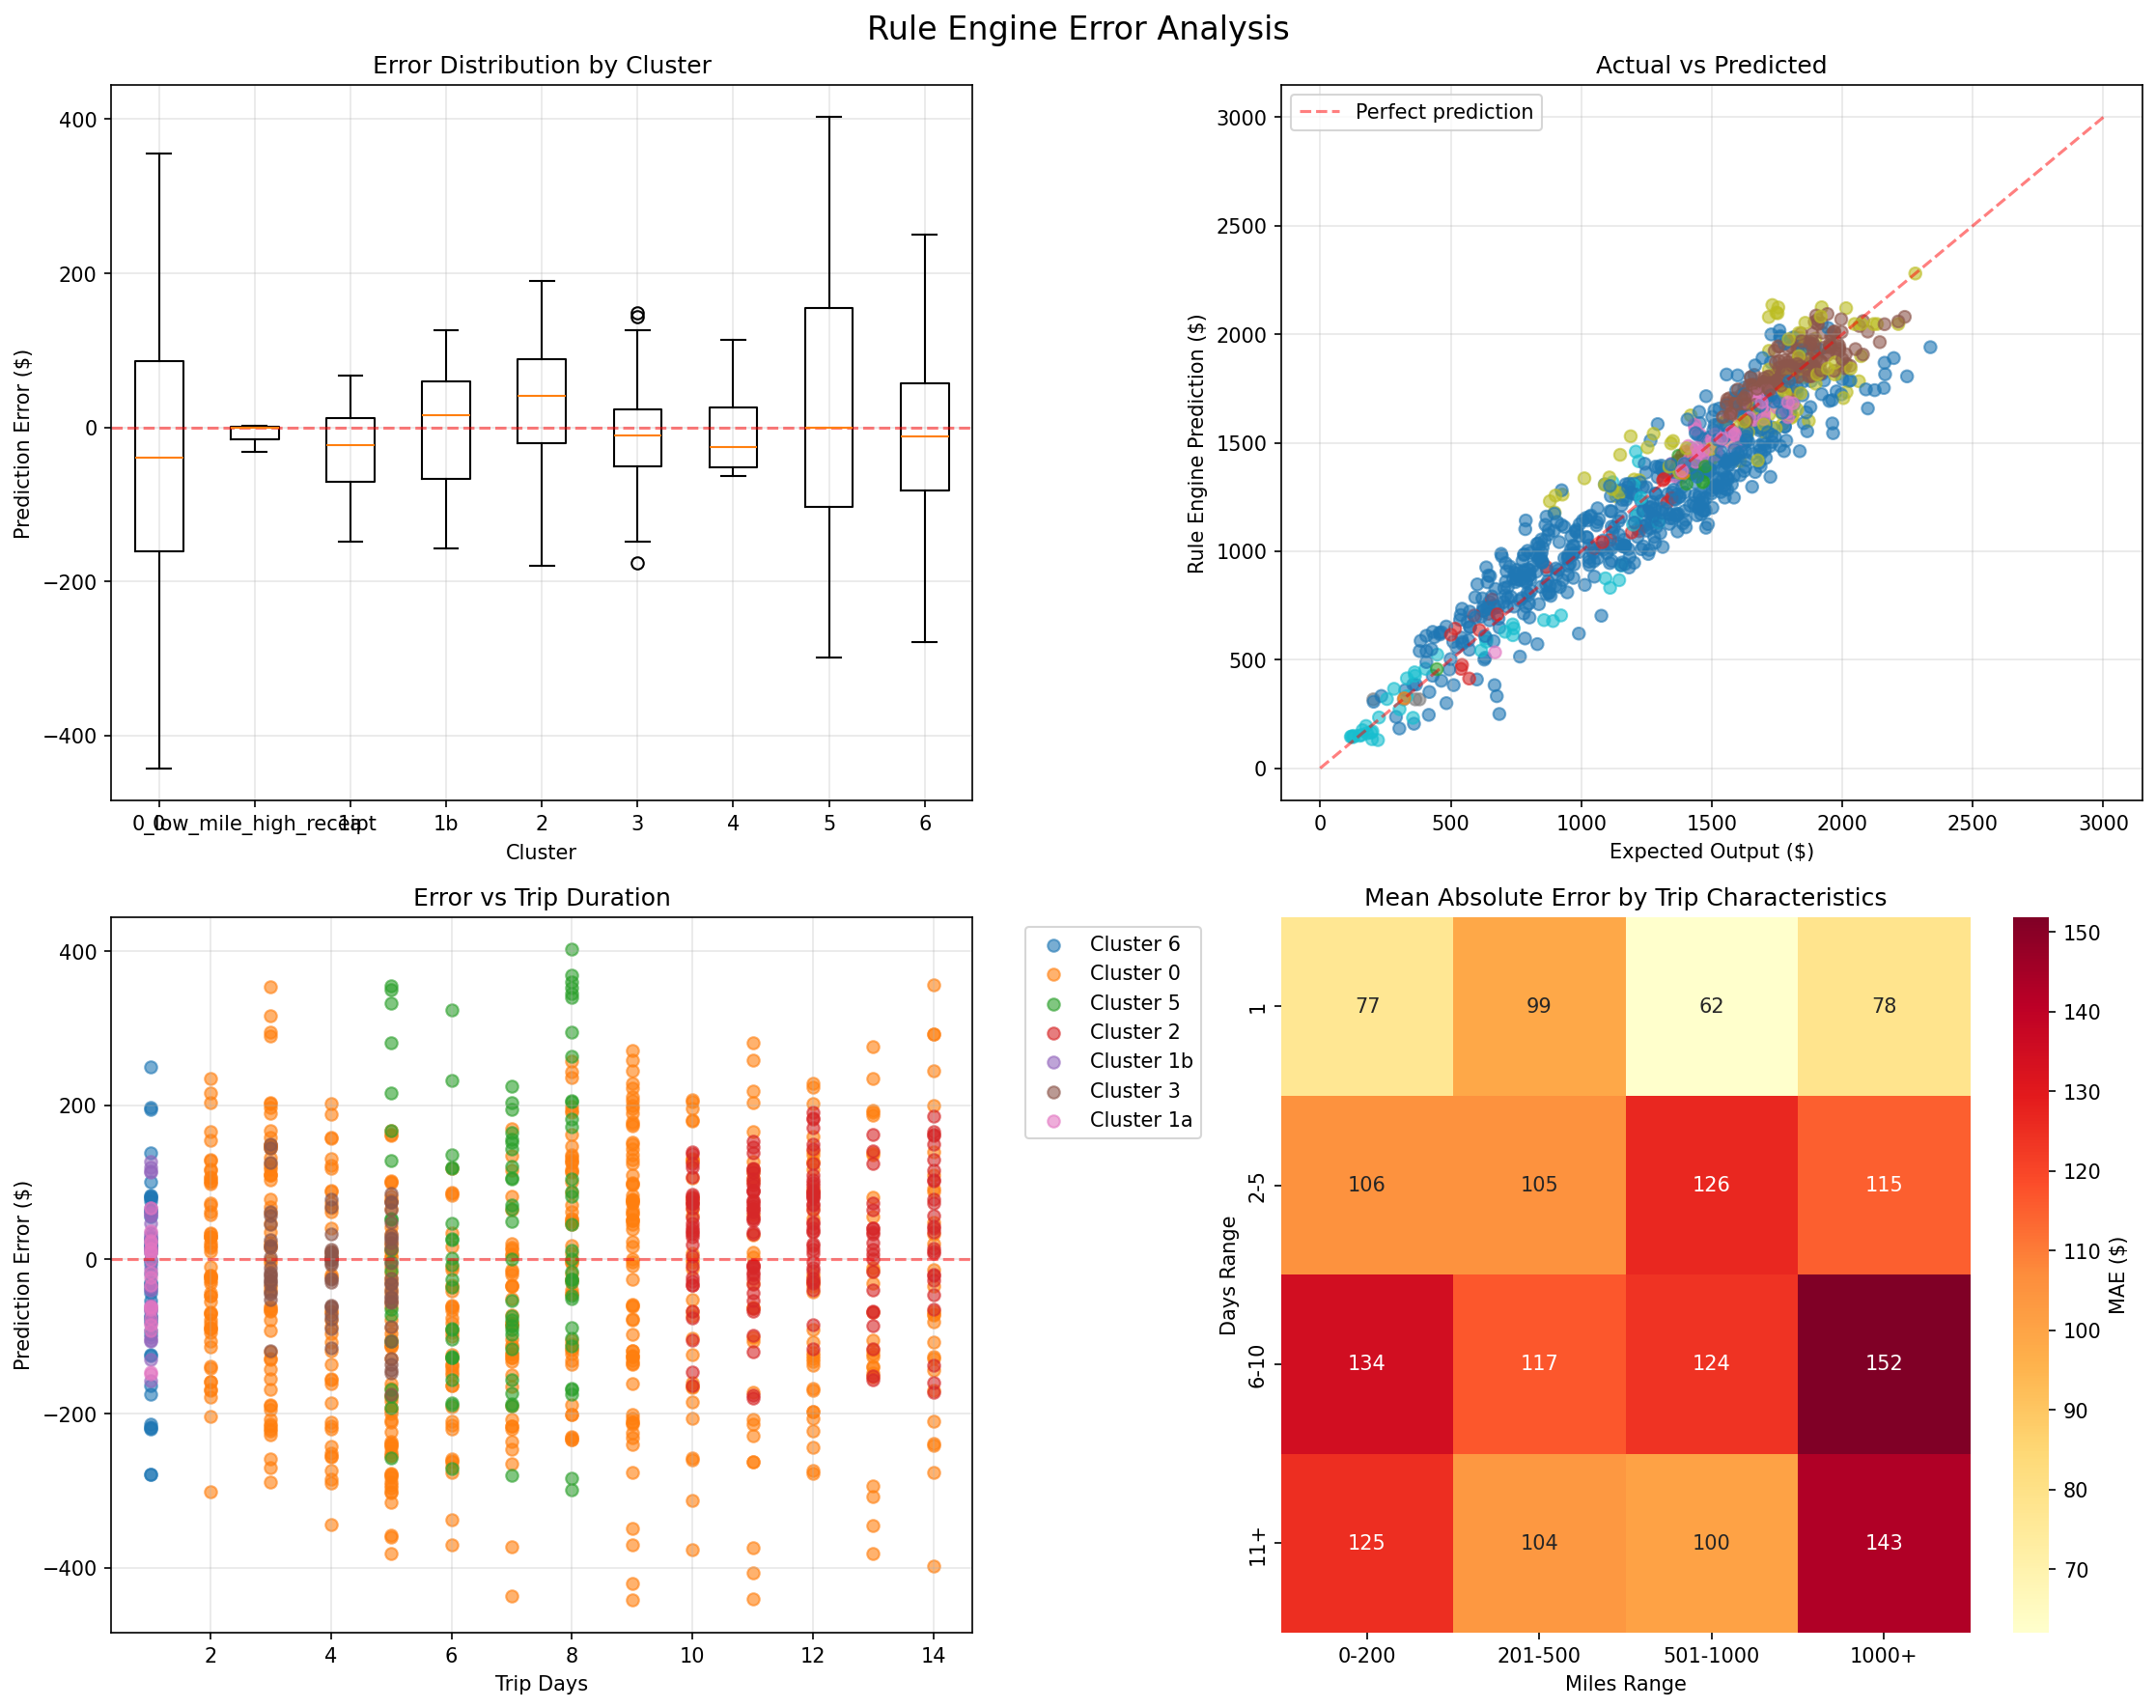 Rule Engine Error Analysis
Error Distribution by Cluster
Prediction Error ($)
400
200
0
−200
−400
0 0_low_mile_high_receipt 1a 1b 2 3 4 5 6
Cluster
Actual vs Predicted
Perfect prediction
Rule Engine Prediction ($)
3000
2500
2000
1500
1000
500
0
0 500 1000 1500 2000 2500 3000
Expected Output ($)
Error vs Trip Duration
Prediction Error ($)
400
200
0
−200
−400
2 4 6 8 10 12 14
Trip Days
Cluster 6
Cluster 0
Cluster 5
Cluster 2
Cluster 1b
Cluster 3
Cluster 1a
Mean Absolute Error by Trip Characteristics
Days Range
1 77 99 62 78
2-5 106 105 126 115
6-10 134 117 124 152
11+ 125 104 100 143
0-200 201-500 501-1000 1000+
Miles Range
150
140
130
120
110
100
90
80
70
MAE ($)